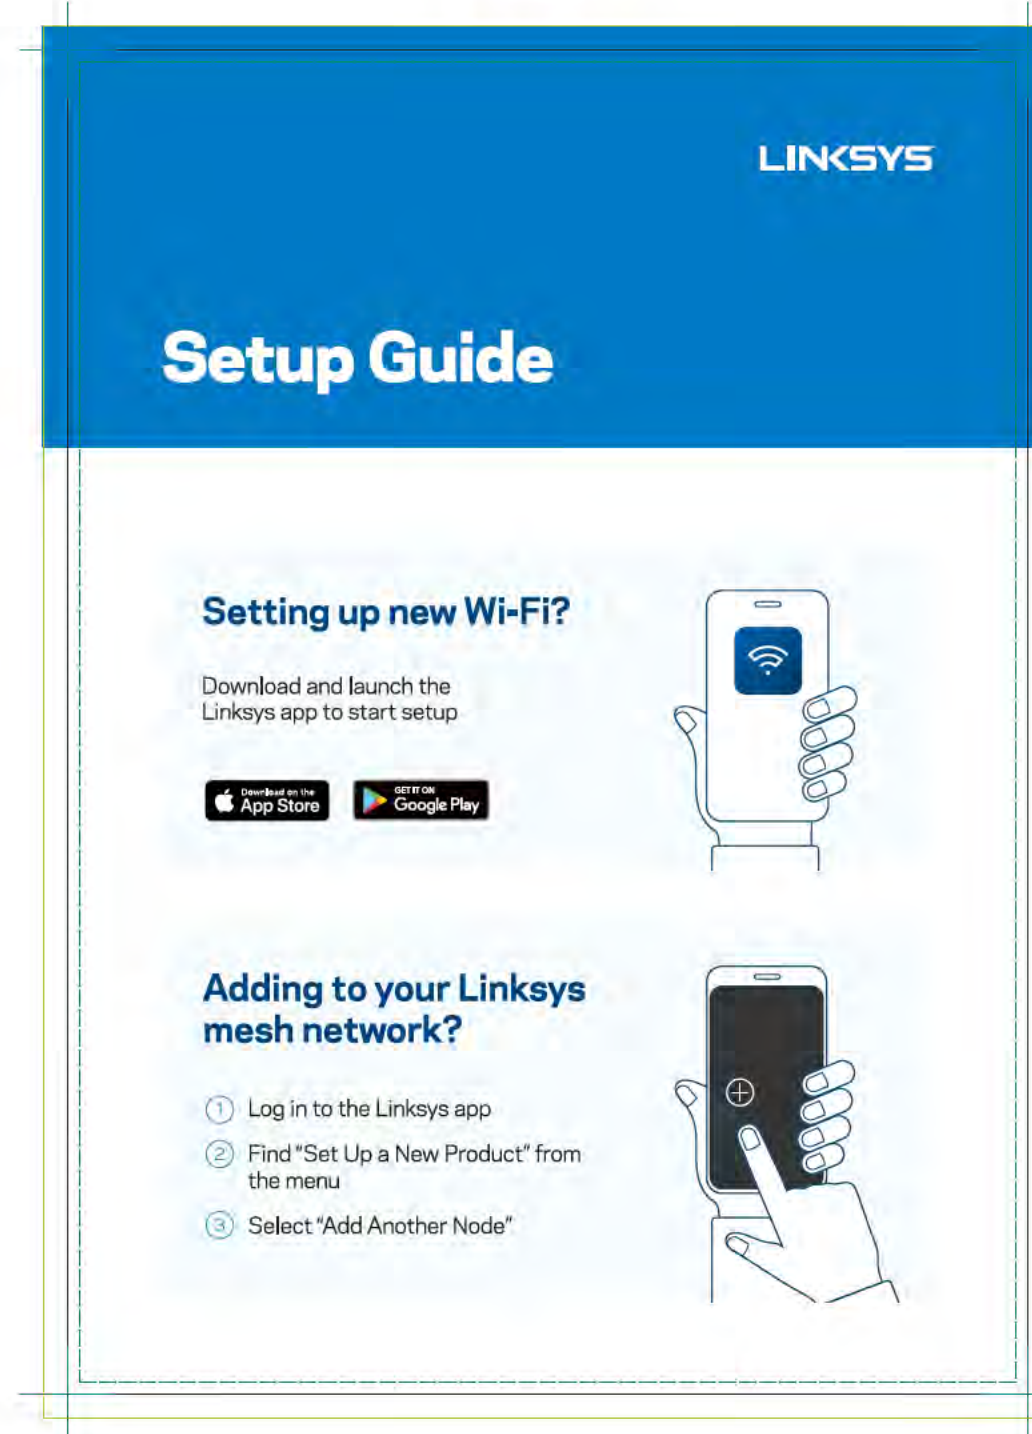 LINKSYS
Setup Guide
Setting up new Wi-Fi?
Download and launch the
Linksys app to start setup
Download on the
App Store
GET IT ON
Google Play
Adding to your Linksys
mesh network?
1 Log in to the Linksys app
2 Find “Set Up a New Product” from
the menu
3 Select “Add Another Node”